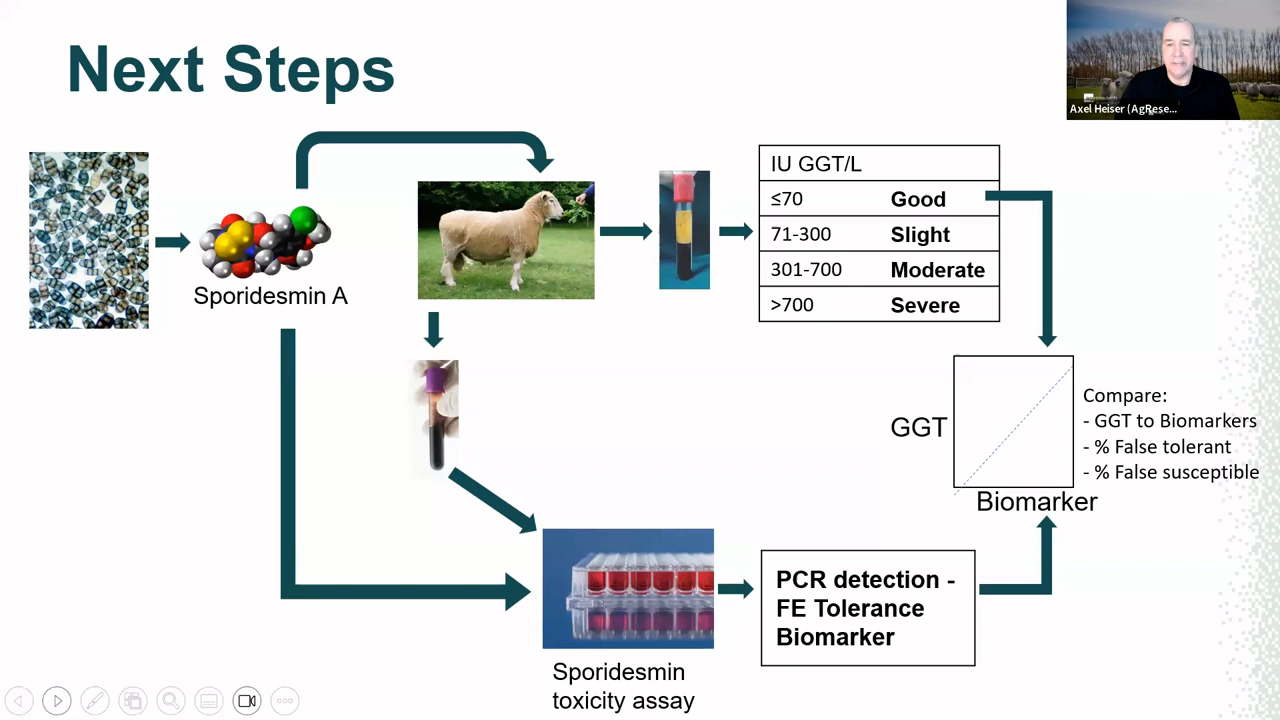 Next Steps
Axel Heiser (AgRese...
Sporidesmin A
IU GGT/L
≤70 Good
71-300 Slight
301-700 Moderate
>700 Severe
GGT
Biomarker
Compare:
- GGT to Biomarkers
- % False tolerant
- % False susceptible
PCR detection -
FE Tolerance
Biomarker
Sporidesmin
toxicity assay